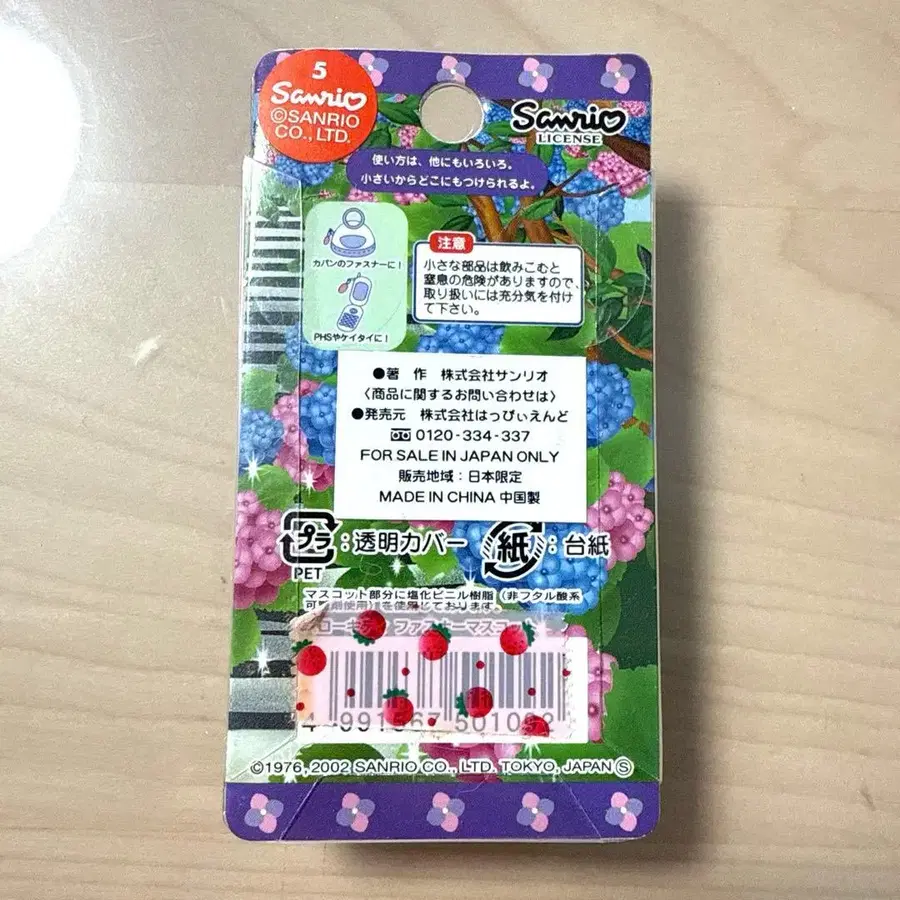 5
Sanrio
©SANRIO
CO., LTD.
Sanrio
LICENSE
使い方は、他にもいろいろ。
小さいからどこにもつけられるよ。
カバンのファスナーに!
PHSやケイタイに!
注意
小さな部品は飲みこむと
窒息の危険がありますので、
取り扱いには充分気を付け
て下さい。
●著 作 株式会社サンリオ
〈商品に関するお問い合わせは〉
●発売元 株式会社はっぴぃえんど
0120-334-337
FOR SALE IN JAPAN ONLY
販売地域:日本限定
MADE IN CHINA 中国製
プラ:透明カバー
PET
紙:台紙
マスコット部分に塩化ビニル樹脂(非フタル酸系
可塑剤使用)を使用しております。
ファスナーマスコット
4 991567 501092
©1976, 2002 SANRIO CO., LTD. TOKYO, JAPAN Ⓢ